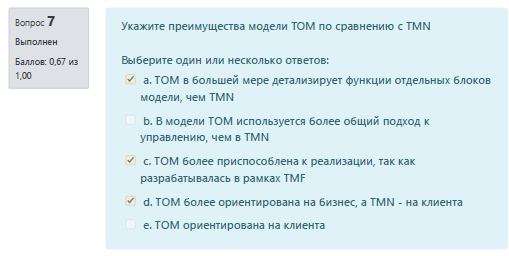 Вопрос 7
Выполнен
Баллов: 0,67 из
1,00
Укажите преимущества модели TOM по сравнению с TMN
Выберите один или несколько ответов:
a. TOM в большей мере детализирует функции отдельных блоков
модели, чем TMN
b. В модели TOM используется более общий подход к
управлению, чем в TMN
c. TOM более приспособлена к реализации, так как
разрабатывалась в рамках TMF
d. TOM более ориентирована на бизнес, а TMN - на клиента
e. TOM ориентирована на клиента